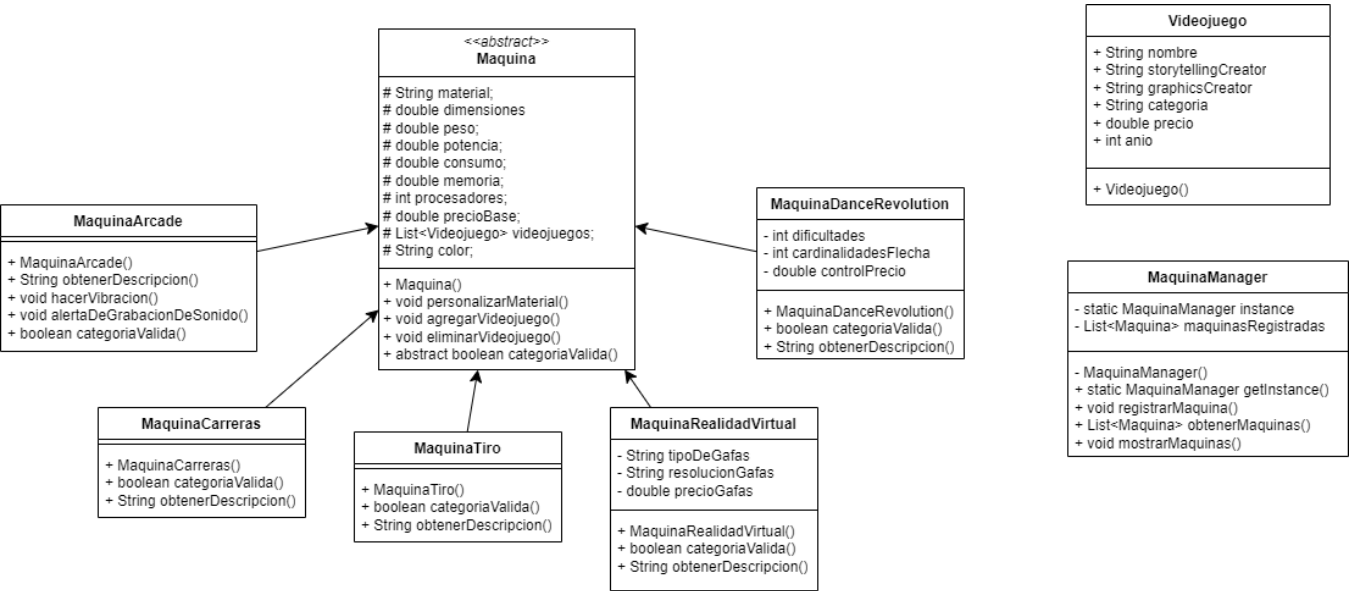 <<abstract>>
Maquina
# String material;
# double dimensiones
# double peso;
# double potencia;
# double consumo;
# double memoria;
# int procesadores;
# double precioBase;
# List<Videojuego> videojuegos;
# String color;
+ Maquina()
+ void personalizarMaterial()
+ void agregarVideojuego()
+ void eliminarVideojuego()
+ abstract boolean categoriaValida()
MaquinaArcade
+ MaquinaArcade()
+ String obtenerDescripcion()
+ void hacerVibracion()
+ void alertaDeGrabacionDeSonido()
+ boolean categoriaValida()
MaquinaCarreras
+ MaquinaCarreras()
+ boolean categoriaValida()
+ String obtenerDescripcion()
MaquinaTiro
+ MaquinaTiro()
+ boolean categoriaValida()
+ String obtenerDescripcion()
MaquinaRealidadVirtual
- String tipoDeGafas
- String resolucionGafas
- double precioGafas
+ MaquinaRealidadVirtual()
+ boolean categoriaValida()
+ String obtenerDescripcion()
MaquinaDanceRevolution
- int dificultades
- int cardinalidadesFlecha
- double controlPrecio
+ MaquinaDanceRevolution()
+ boolean categoriaValida()
+ String obtenerDescripcion()
Videojuego
+ String nombre
+ String storytellingCreator
+ String graphicsCreator
+ String categoria
+ double precio
+ int anio
+ Videojuego()
MaquinaManager
- static MaquinaManager instance
- List<Maquina> maquinasRegistradas
- MaquinaManager()
+ static MaquinaManager getInstance()
+ void registrarMaquina()
+ List<Maquina> obtenerMaquinas()
+ void mostrarMaquinas()